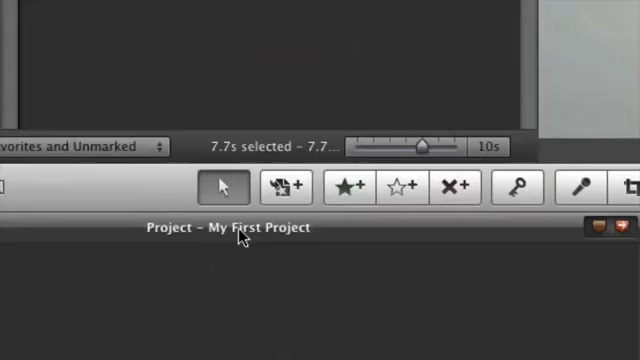 vorites and Unmarked
7.7s selected - 7.7...
10s
Project - My First Project